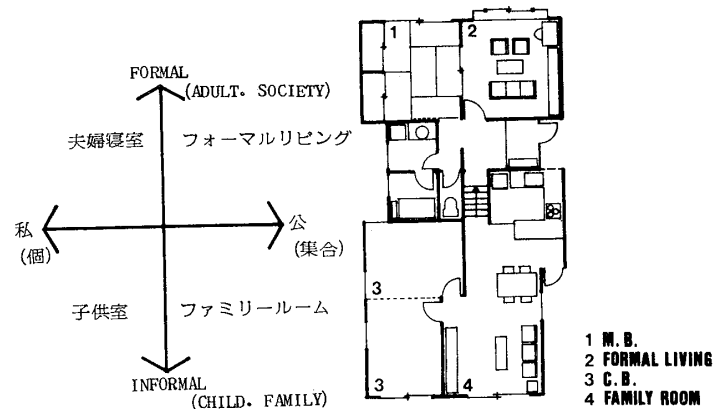 FORMAL
(ADULT. SOCIETY)
夫婦寝室 フォーマルリビング
私
(個)
公
(集合)
子供室 ファミリールーム
INFORMAL
(CHILD. FAMILY)
1
2
3
3
4
1 M.B.
2 FORMAL LIVING
3 C.B.
4 FAMILY ROOM